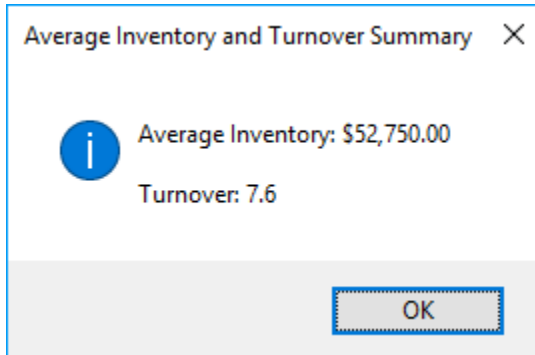 Average Inventory and Turnover Summary
Average Inventory: $52,750.00
Turnover: 7.6
OK